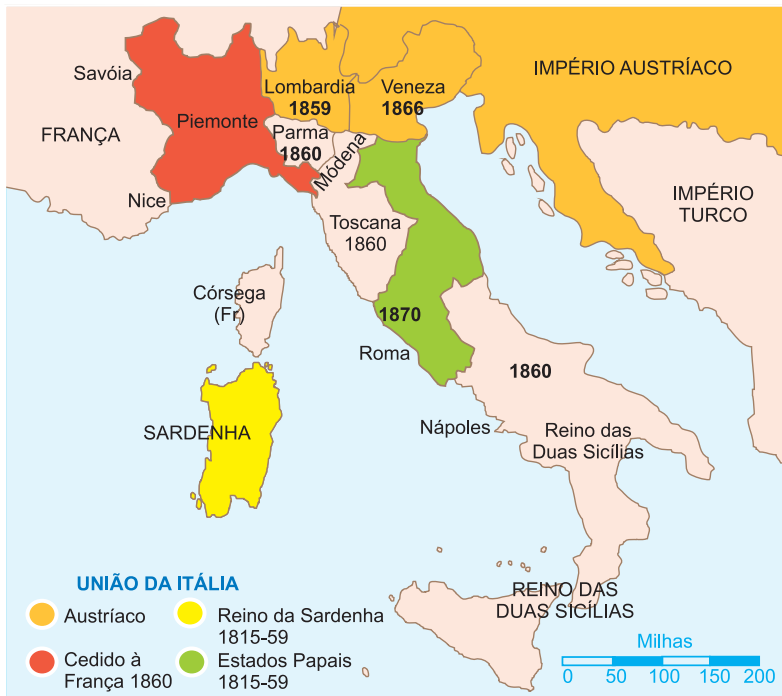 Savóia
FRANÇA
Piemonte
Nice
Lombardia
1859
Veneza
1866
Parma
1860
Módena
IMPÉRIO AUSTRÍACO
IMPÉRIO
TURCO
Toscana
1860
Córsega
(Fr)
1870
Roma
1860
SARDENHA
Nápoles
Reino das
Duas Sicílias
REINO DAS
DUAS SICÍLIAS
UNIÃO DA ITÁLIA
Austríaco
Cedido à
França 1860
Reino da Sardenha
1815-59
Estados Papais
1815-59
Milhas
0 50 100 150 200